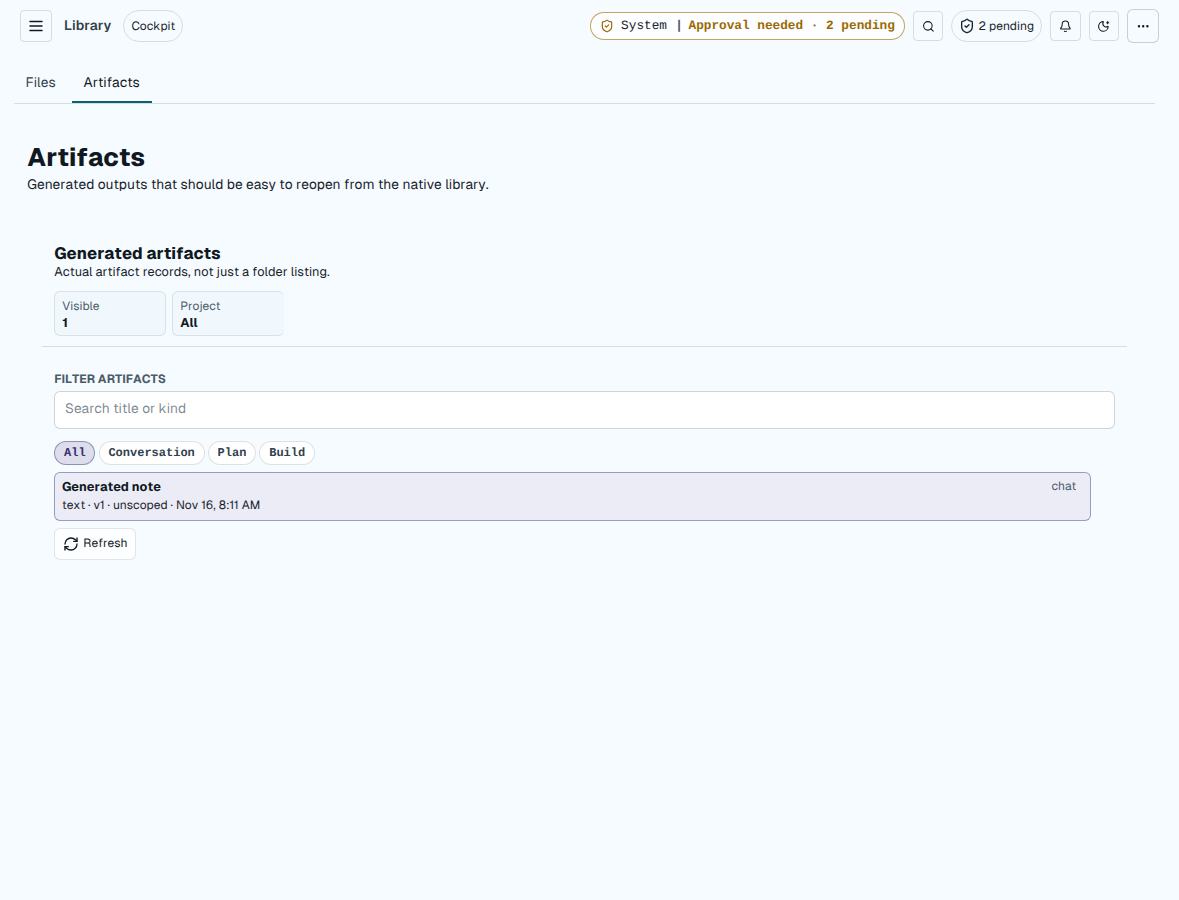 Library Cockpit System | Approval needed · 2 pending 2 pending
Files Artifacts
Artifacts
Generated outputs that should be easy to reopen from the native library.
Generated artifacts
Actual artifact records, not just a folder listing.
Visible Project
1 All
FILTER ARTIFACTS
Search title or kind
All Conversation Plan Build
Generated note chat
text · v1 · unscoped · Nov 16, 8:11 AM
Refresh